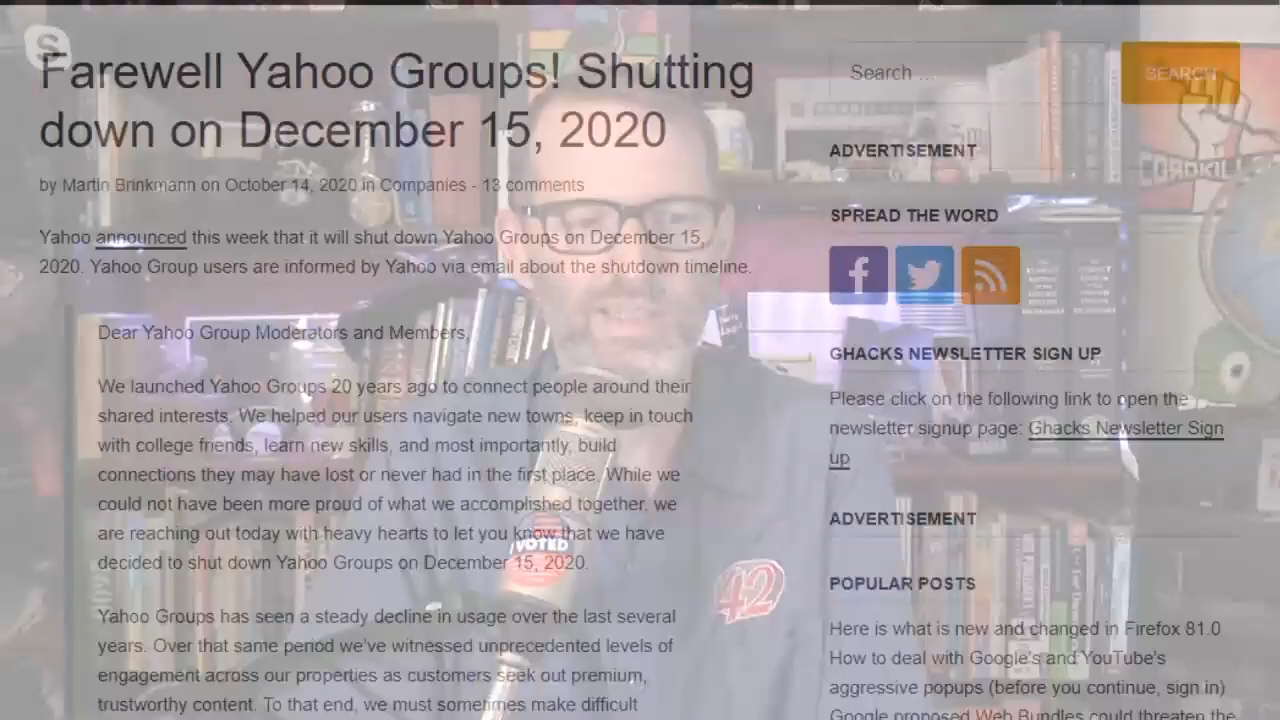 Farewell Yahoo Groups! Shutting
down on December 15, 2020
by Martin Brinkmann on October 14, 2020 in Companies - 13 comments
Yahoo announced this week that it will shut down Yahoo Groups on December 15,
2020. Yahoo Group users are informed by Yahoo via email about the shutdown timeline.
Dear Yahoo Group Moderators and Members,
We launched Yahoo Groups 20 years ago to connect people around their
shared interests. We helped our users navigate new towns, keep in touch
with college friends, learn new skills, and most importantly, build
connections they may have lost or never had in the first place. While we
could not have been more proud of what we accomplished together, we
are reaching out today with heavy hearts to let you know that we have
decided to shut down Yahoo Groups on December 15, 2020.
Yahoo Groups has seen a steady decline in usage over the last several
years. Over that same period we've witnessed unprecedented levels of
engagement across our properties as customers seek out premium,
trustworthy content. To that end, we must sometimes make difficult
Search ...
SEARCH
ADVERTISEMENT
SPREAD THE WORD
GHACKS NEWSLETTER SIGN UP
Please click on the following link to open the
newsletter signup page: Ghacks Newsletter Sign
up
ADVERTISEMENT
POPULAR POSTS
Here is what is new and changed in Firefox 81.0
How to deal with Google's and YouTube's
aggressive popups (before you continue, sign in)
Google proposed Web Bundles could threaten the
CORDKILL
I VOTED
42